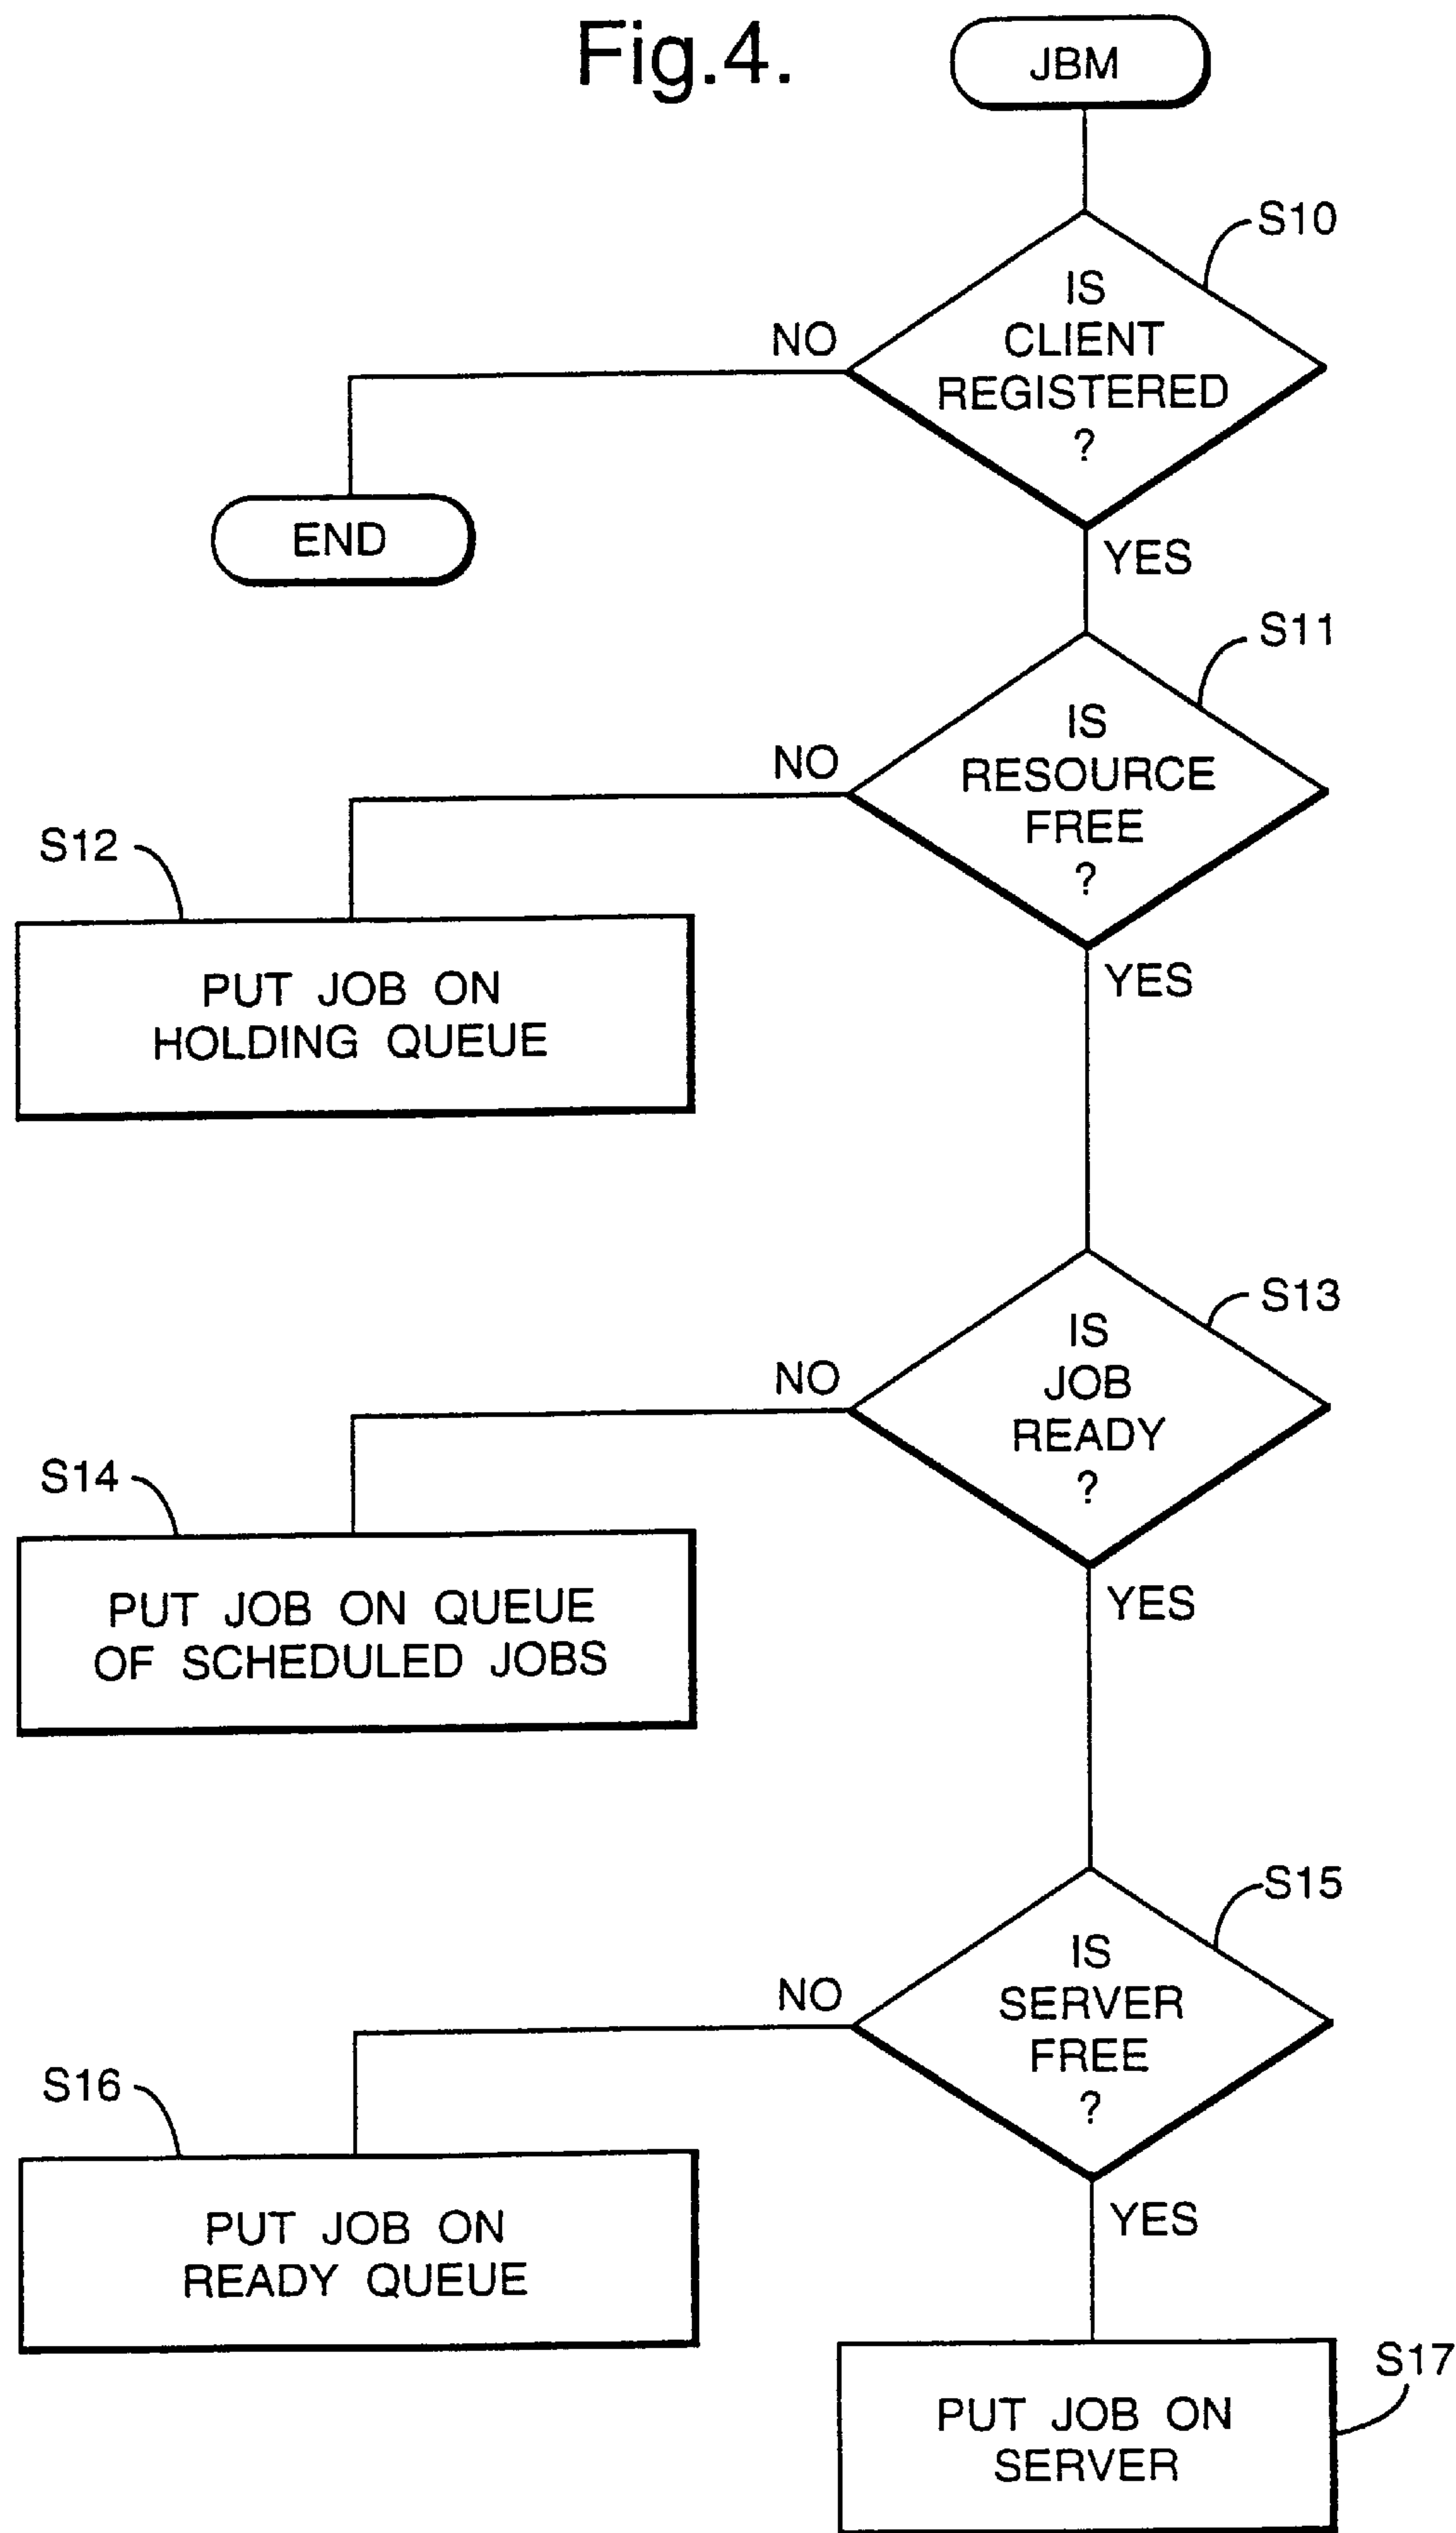 Fig.4.
JBM
S10
IS
CLIENT
REGISTERED
?
NO
END
YES
S11
IS
RESOURCE
FREE
?
NO
S12
PUT JOB ON
HOLDING QUEUE
YES
S13
IS
JOB
READY
?
NO
S14
PUT JOB ON QUEUE
OF SCHEDULED JOBS
YES
S15
IS
SERVER
FREE
?
NO
S16
PUT JOB ON
READY QUEUE
YES
S17
PUT JOB ON
SERVER